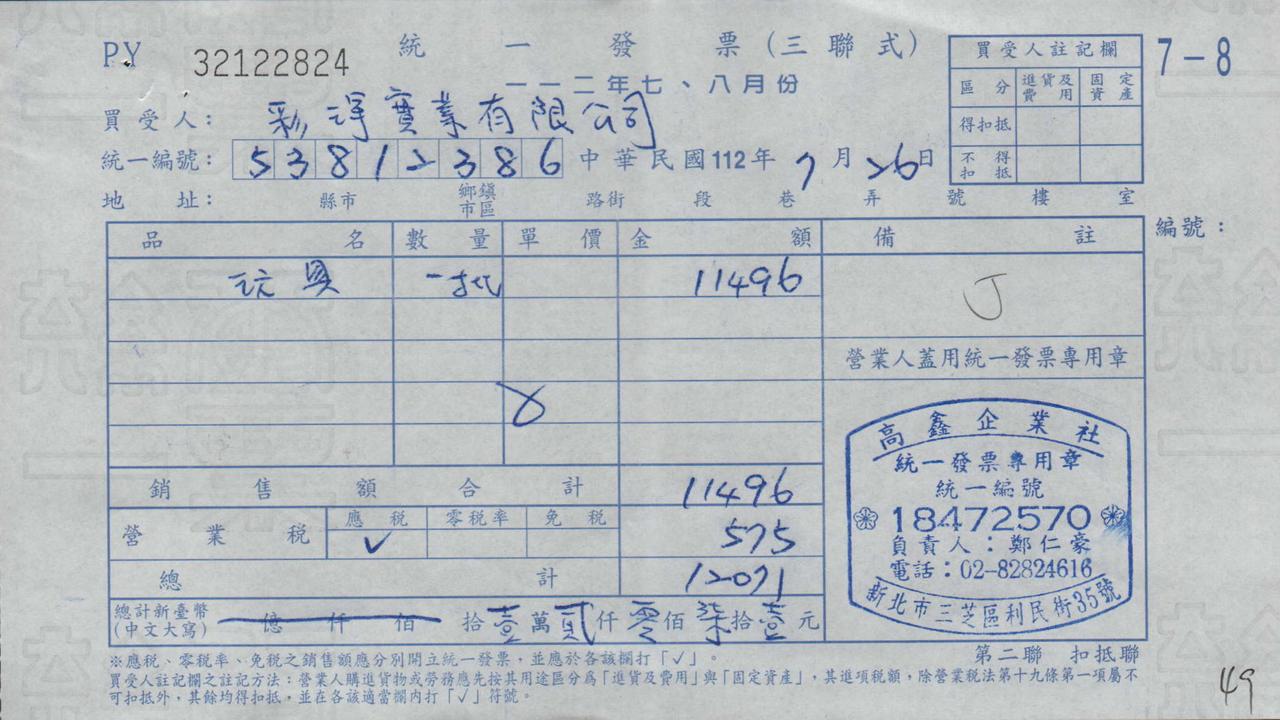 PY 32122824 統一發票(三聯式) 7-8
一一二年七、八月份
買受人註記欄
區分 進貨及費用 固定資產
得扣抵
不得扣抵
買受人:實業有限公司
統一編號:53812386 中華民國112年7月26日
地址: 縣市 鄉鎮市區 路街 段 巷 弄 號 樓 室
編號:
品名 數量 單價 金額 備註
玩具 一批 11496
營業人蓋用統一發票專用章
銷售額合計 11496
營業稅 應稅 零稅率 免稅
✓ 575
總計 12071
總計新臺幣(中文大寫) 億仟佰拾壹萬貳仟零佰柒拾壹元
高鑫企業社
統一發票專用章
統一編號
18472570
負責人:鄭仁豪
電話:02-82824616
新北市三芝區利民街35號
第二聯 扣抵聯
※應稅、零稅率、免稅之銷售額應分別開立統一發票,並應於各該欄打「✓」。
買受人註記欄之註記方法:營業人購進貨物或勞務應先按其用途區分為「進貨及費用」與「固定資產」,其進項稅額,除營業稅法第十九條第一項屬不
可扣抵外,其餘均得扣抵,並在各該適當欄內打「✓」符號。
49